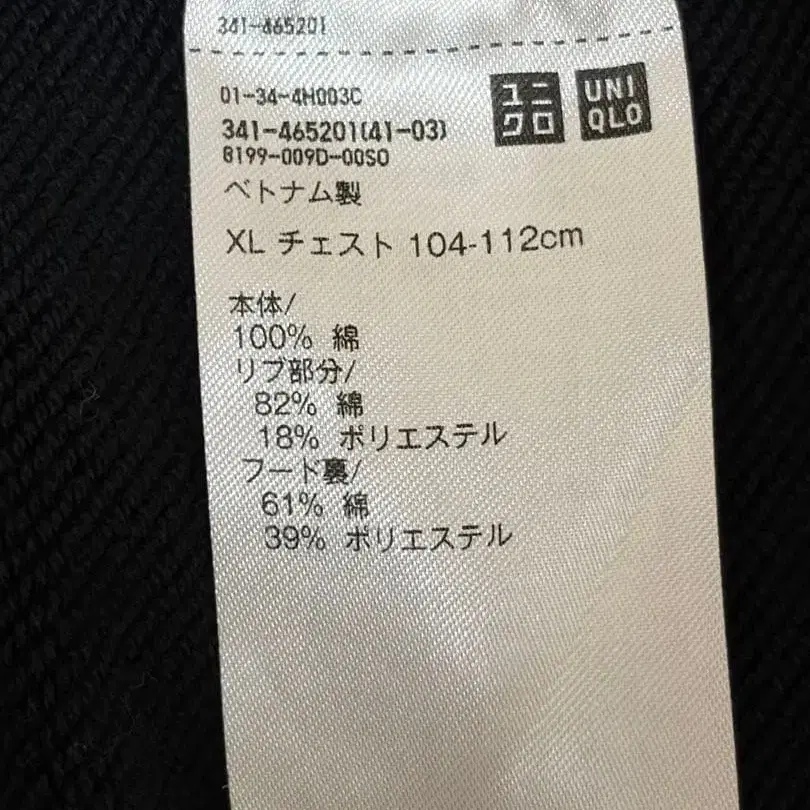 341-465201
01-34-4H003C
341-465201(41-03)
8199-009D-00SO
ユニ
クロ
UNI
QLO
ベトナム製
XL チェスト 104-112cm
本体/
100% 綿
リブ部分/
82% 綿
18% ポリエステル
フード裏/
61% 綿
39% ポリエステル